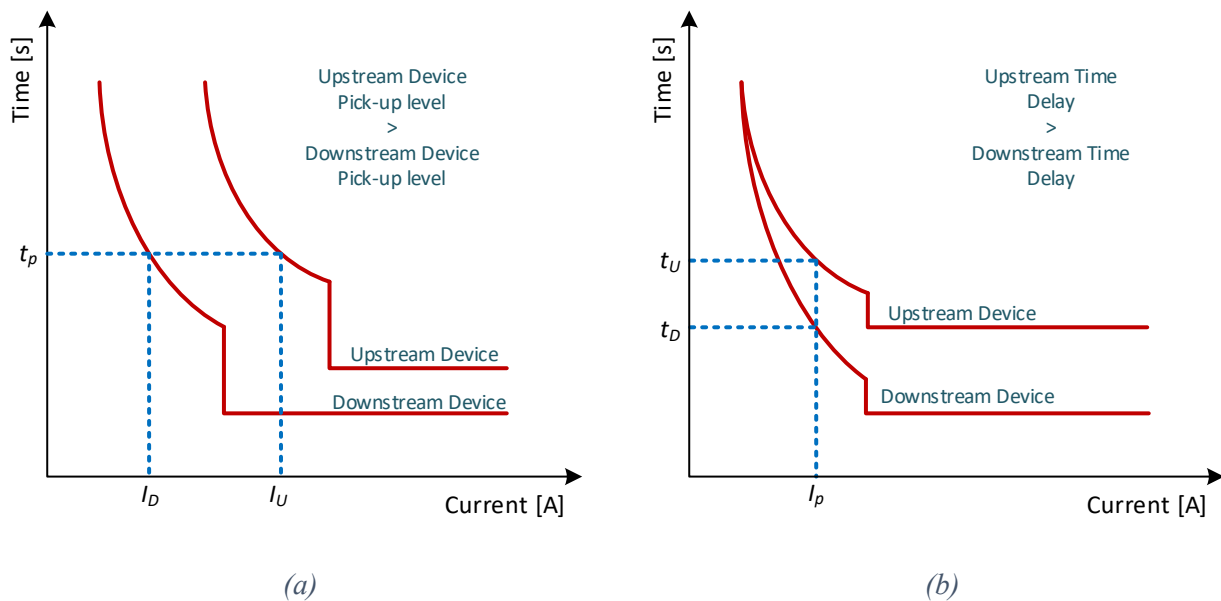 Time [s]
Upstream Device
Pick-up level
>
Downstream Device
Pick-up level
t_p
Upstream Device
Downstream Device
I_D
I_U
Current [A]
(a)
Time [s]
Upstream Time
Delay
>
Downstream Time
Delay
t_U
t_D
Upstream Device
Downstream Device
I_p
Current [A]
(b)